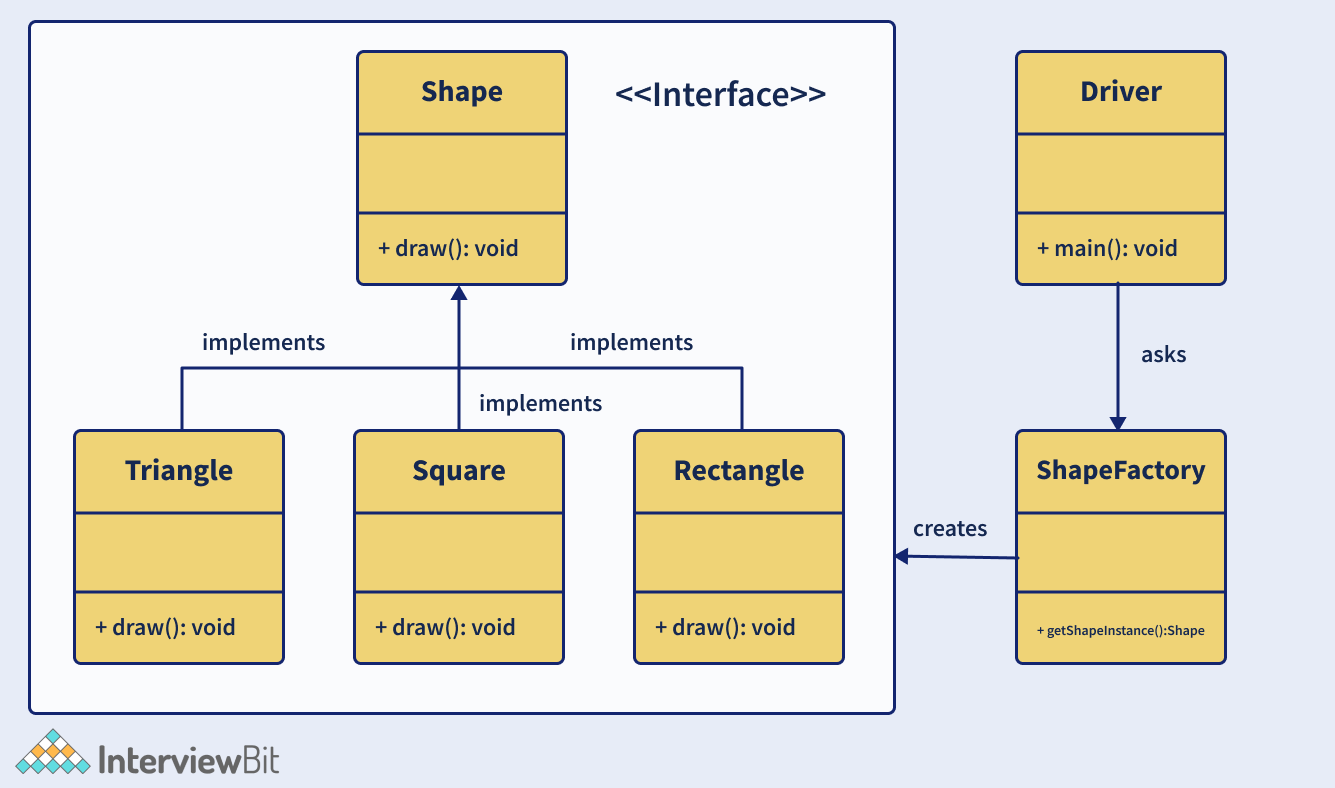 Shape
<<Interface>>
+ draw(): void
Driver
+ main(): void
implements
implements
implements
asks
Triangle
+ draw(): void
Square
+ draw(): void
Rectangle
+ draw(): void
creates
ShapeFactory
+ getShapeInstance():Shape
InterviewBit